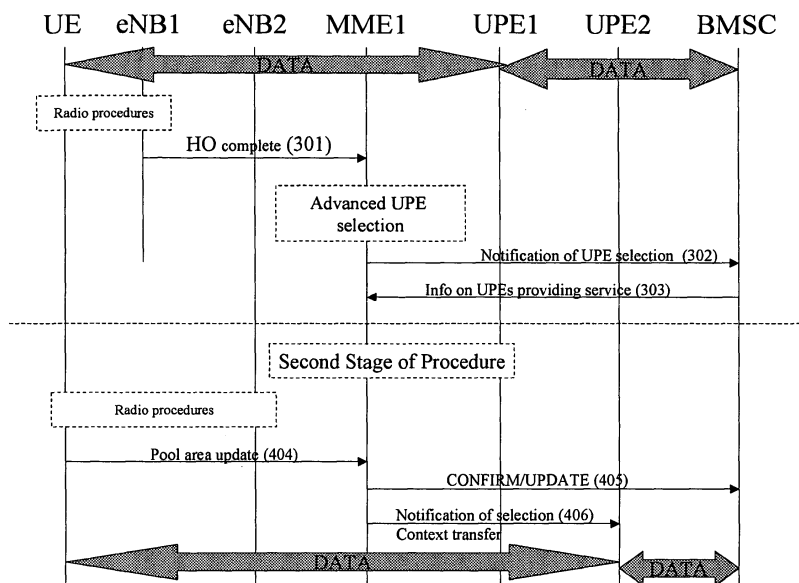 UE eNB1 eNB2 MME1 UPE1 UPE2 BMSC
DATA DATA
Radio procedures
HO complete (301)
Advanced UPE
selection
Notification of UPE selection (302)
Info on UPEs providing service (303)
Second Stage of Procedure
Radio procedures
Pool area update (404)
CONFIRM/UPDATE (405)
Notification of selection (406)
Context transfer
DATA DATA